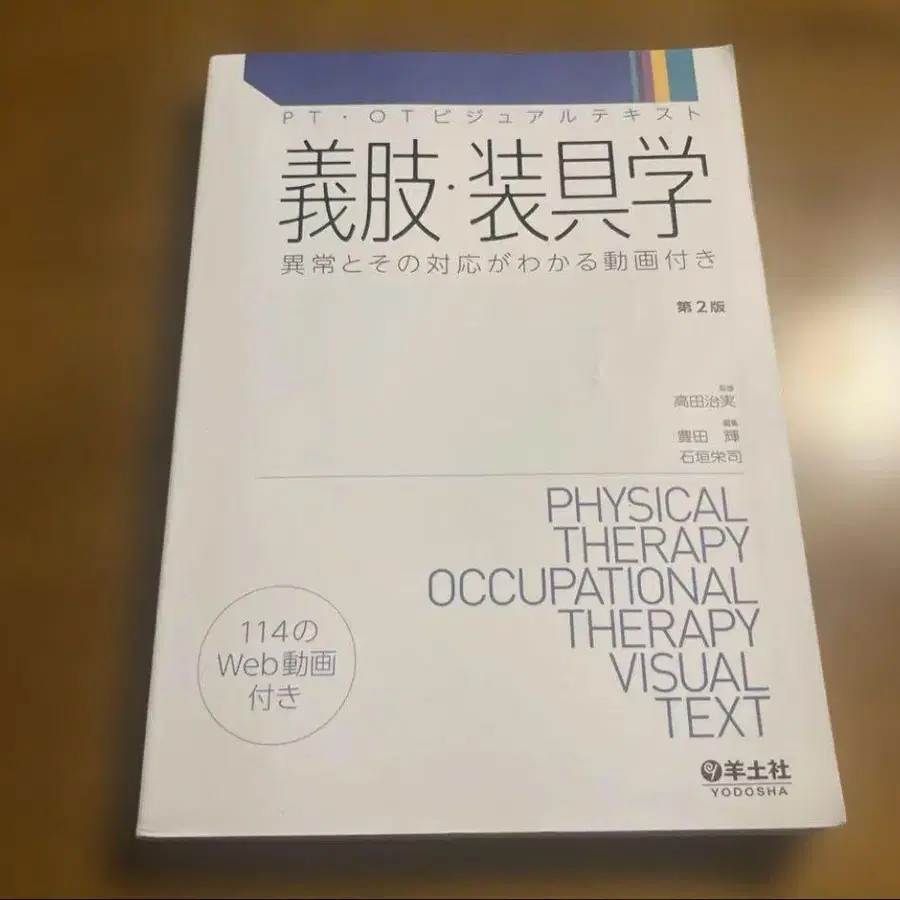 PT・OTビジュアルテキスト
義肢・装具学
異常とその対応がわかる動画付き
第2版
監修
高田治実
編集
豊田 輝
石垣栄司
PHYSICAL
THERAPY
OCCUPATIONAL
THERAPY
VISUAL
TEXT
114の
Web動画
付き
羊土社
YODOSHA